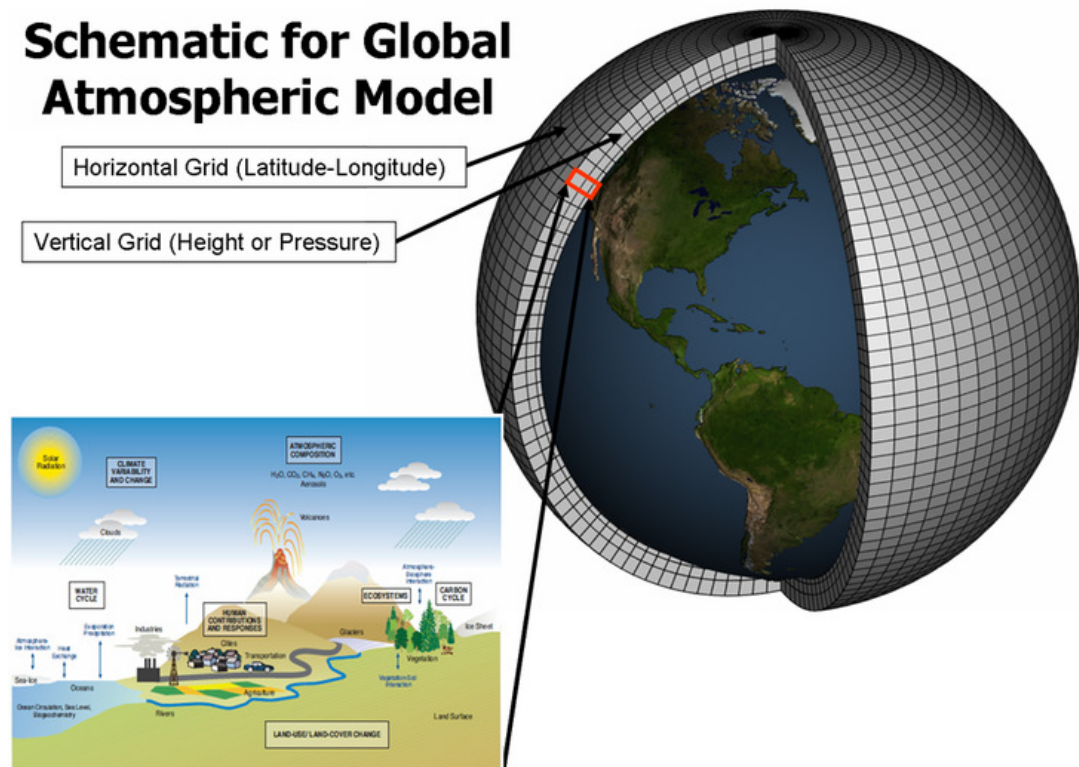 Schematic for Global
Atmospheric Model
Horizontal Grid (Latitude-Longitude)
Vertical Grid (Height or Pressure)
Solar
Radiation
CLIMATE
VARIABILITY
AND CHANGE
ATMOSPHERIC
COMPOSITION
H₂O, CO₂, CH₄, N₂O, O₃, etc.
Aerosols
Volcanoes
Clouds
Atmosphere-
Biosphere
Interaction
Terrestrial
Radiation
WATER
CYCLE
ECOSYSTEMS
CARBON
CYCLE
HUMAN
CONTRIBUTIONS
AND RESPONSES
Evaporation
Precipitation
Industries
Glaciers
Ice Sheet
Atmosphere-
Ice Interaction
Heat
Exchange
Cities
Transportation
Vegetation
Sea-Ice
Oceans
Vegetation-Soil
Interaction
Agriculture
Ocean Circulation, Sea Level,
Biogeochemistry
Rivers
Land Surface
LAND-USE/ LAND-COVER CHANGE